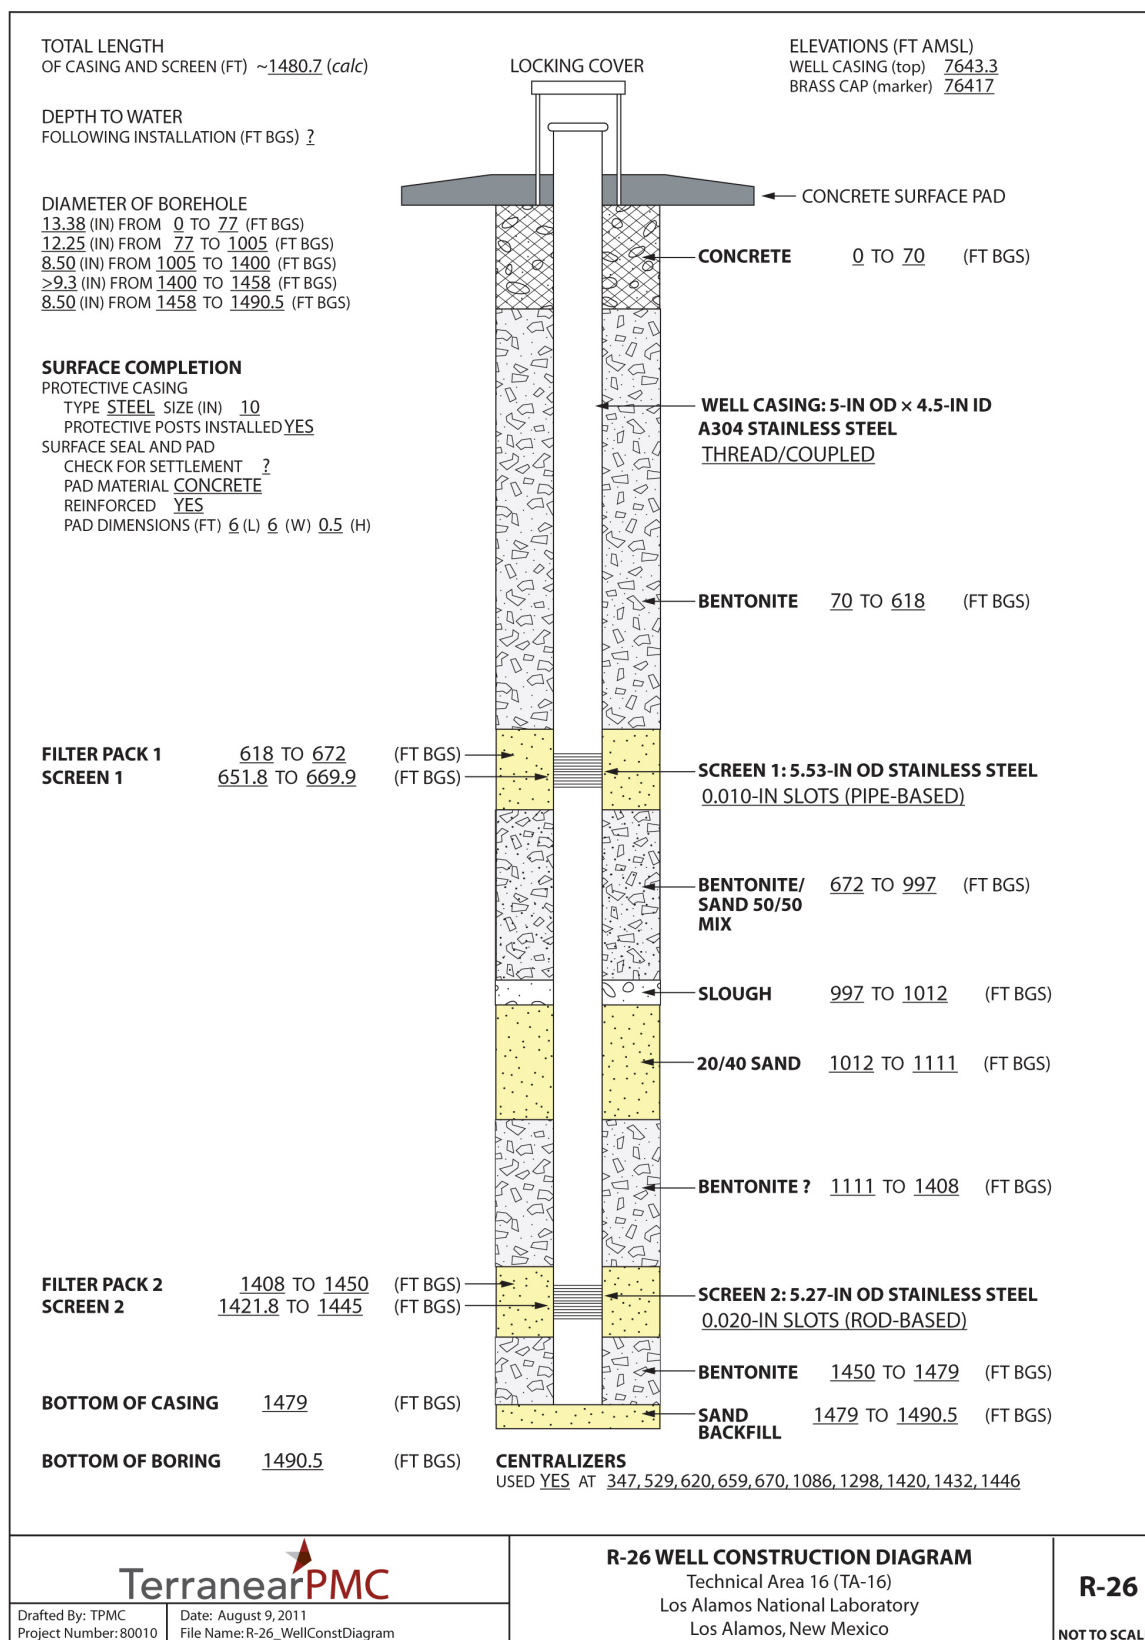 TOTAL LENGTH
OF CASING AND SCREEN (FT) ~1480.7 (calc)
LOCKING COVER
ELEVATIONS (FT AMSL)
WELL CASING (top) 7643.3
BRASS CAP (marker) 76417
DEPTH TO WATER
FOLLOWING INSTALLATION (FT BGS) ?
DIAMETER OF BOREHOLE
13.38 (IN) FROM 0 TO 77 (FT BGS)
12.25 (IN) FROM 77 TO 1005 (FT BGS)
8.50 (IN) FROM 1005 TO 1400 (FT BGS)
>9.3 (IN) FROM 1400 TO 1458 (FT BGS)
8.50 (IN) FROM 1458 TO 1490.5 (FT BGS)
CONCRETE SURFACE PAD
CONCRETE 0 TO 70 (FT BGS)
SURFACE COMPLETION
PROTECTIVE CASING
TYPE STEEL SIZE (IN) 10
PROTECTIVE POSTS INSTALLED YES
SURFACE SEAL AND PAD
CHECK FOR SETTLEMENT ?
PAD MATERIAL CONCRETE
REINFORCED YES
PAD DIMENSIONS (FT) 6 (L) 6 (W) 0.5 (H)
WELL CASING: 5-IN OD × 4.5-IN ID
A304 STAINLESS STEEL
THREAD/COUPLED
BENTONITE 70 TO 618 (FT BGS)
FILTER PACK 1 618 TO 672 (FT BGS)
SCREEN 1 651.8 TO 669.9 (FT BGS)
SCREEN 1: 5.53-IN OD STAINLESS STEEL
0.010-IN SLOTS (PIPE-BASED)
BENTONITE/ 672 TO 997 (FT BGS)
SAND 50/50
MIX
SLOUGH 997 TO 1012 (FT BGS)
20/40 SAND 1012 TO 1111 (FT BGS)
BENTONITE ? 1111 TO 1408 (FT BGS)
FILTER PACK 2 1408 TO 1450 (FT BGS)
SCREEN 2 1421.8 TO 1445 (FT BGS)
SCREEN 2: 5.27-IN OD STAINLESS STEEL
0.020-IN SLOTS (ROD-BASED)
BENTONITE 1450 TO 1479 (FT BGS)
BOTTOM OF CASING 1479 (FT BGS)
SAND 1479 TO 1490.5 (FT BGS)
BACKFILL
BOTTOM OF BORING 1490.5 (FT BGS)
CENTRALIZERS
USED YES AT 347, 529, 620, 659, 670, 1086, 1298, 1420, 1432, 1446
TerranearPMC
Drafted By: TPMC
Project Number: 80010
Date: August 9, 2011
File Name: R-26_WellConstDiagram
R-26 WELL CONSTRUCTION DIAGRAM
Technical Area 16 (TA-16)
Los Alamos National Laboratory
Los Alamos, New Mexico
R-26
NOT TO SCAL